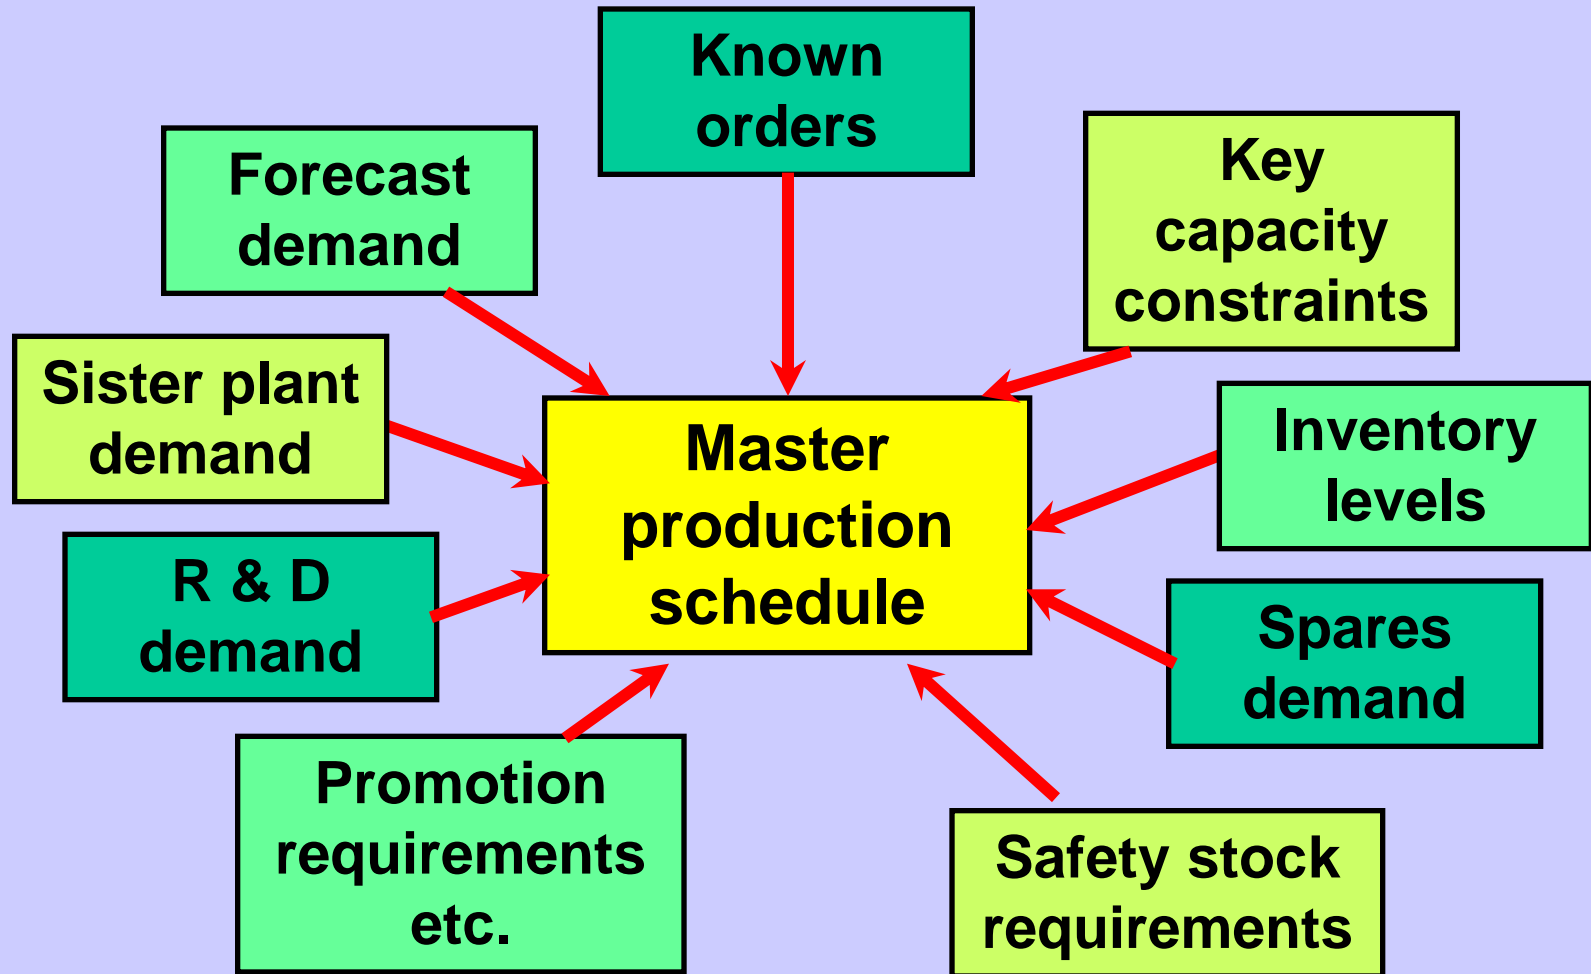 Known
orders
Forecast
demand
Key
capacity
constraints
Sister plant
demand
Master
production
schedule
Inventory
levels
R & D
demand
Spares
demand
Promotion
requirements
etc.
Safety stock
requirements